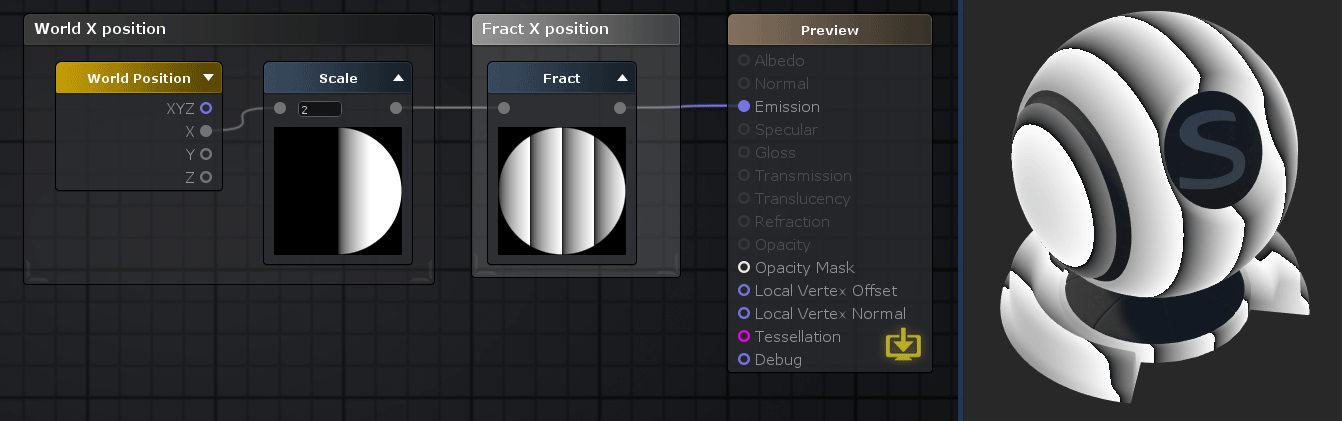 World X position
World Position
XYZ
X
Y
Z
Scale
2
Fract X position
Fract
Preview
Albedo
Normal
Emission
Specular
Gloss
Transmission
Translucency
Refraction
Opacity
Opacity Mask
Local Vertex Offset
Local Vertex Normal
Tessellation
Debug
S